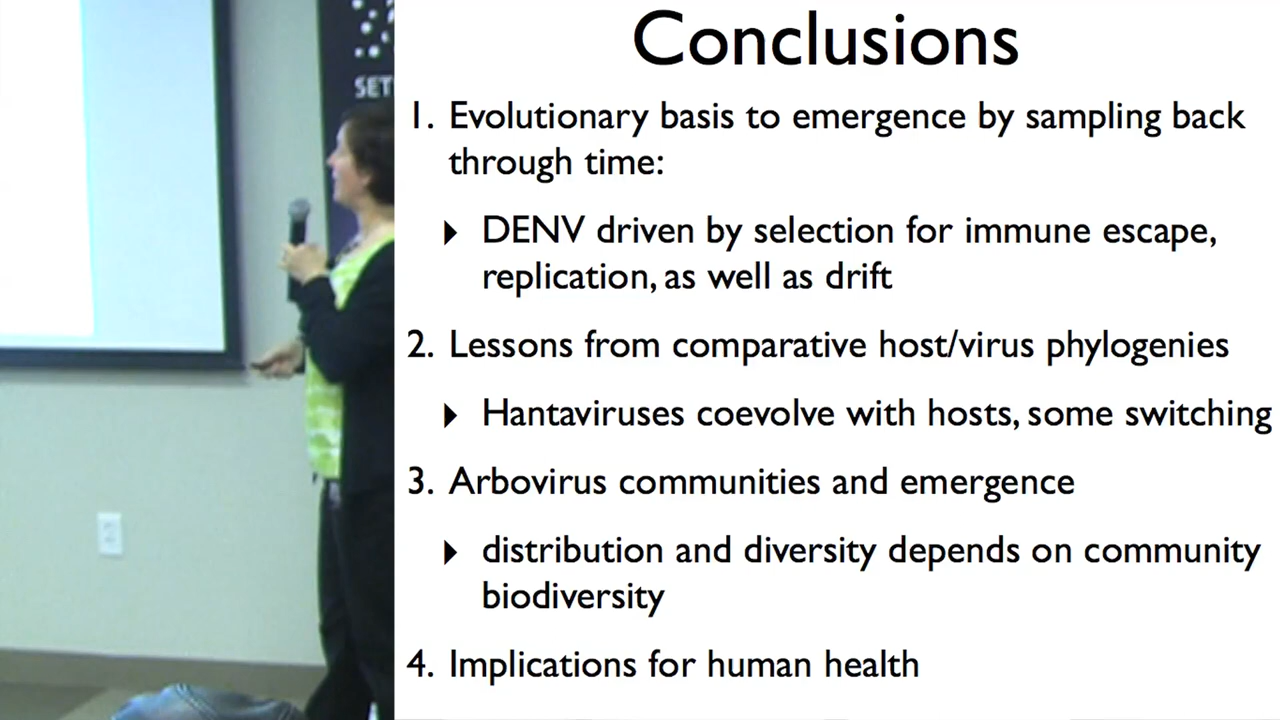 Conclusions
SET
1. Evolutionary basis to emergence by sampling back
through time:
DENV driven by selection for immune escape,
replication, as well as drift
2. Lessons from comparative host/virus phylogenies
Hantaviruses coevolve with hosts, some switching
3. Arbovirus communities and emergence
distribution and diversity depends on community
biodiversity
4. Implications for human health